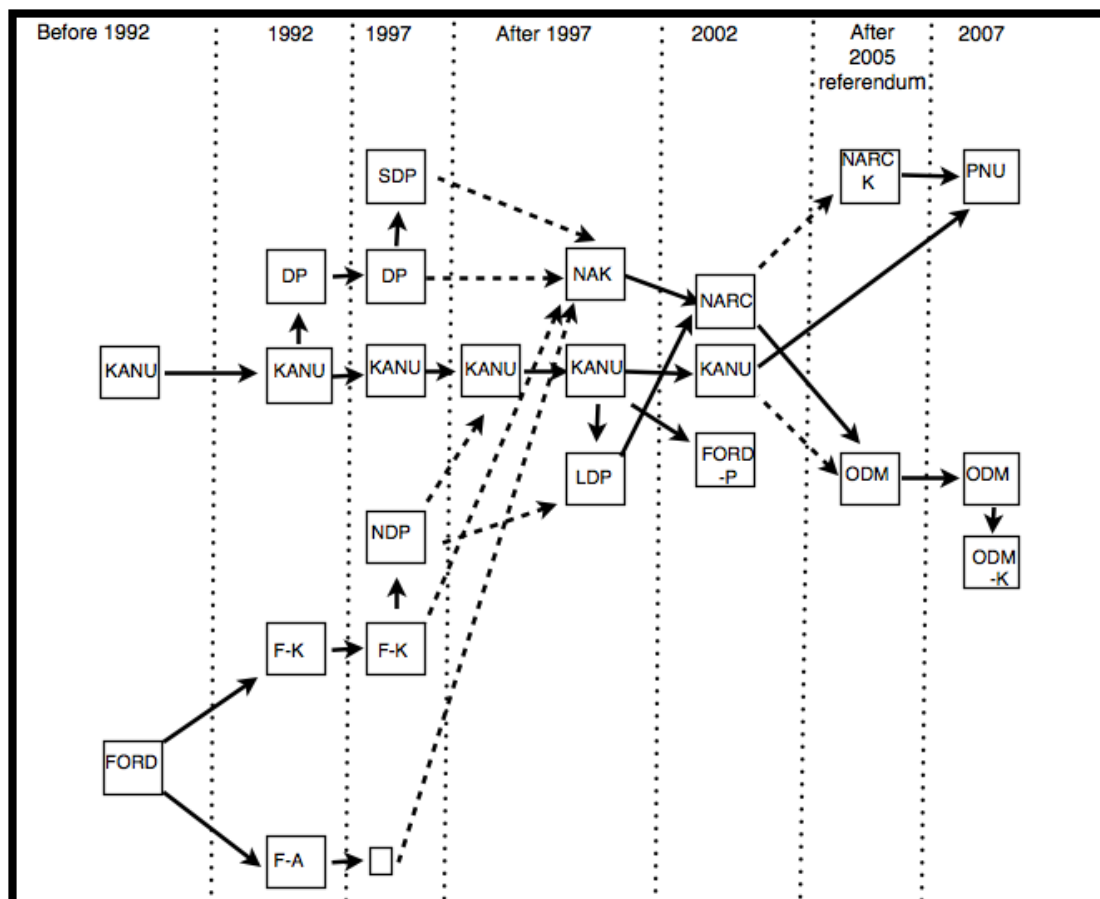 Before 1992
1992
1997
After 1997
2002
After
2005
referendum
2007
SDP
NARC
K
PNU
DP
DP
NAK
NARC
KANU
KANU
KANU
KANU
KANU
KANU
FORD
-P
LDP
ODM
ODM
NDP
ODM
-K
F-K
F-K
FORD
F-A